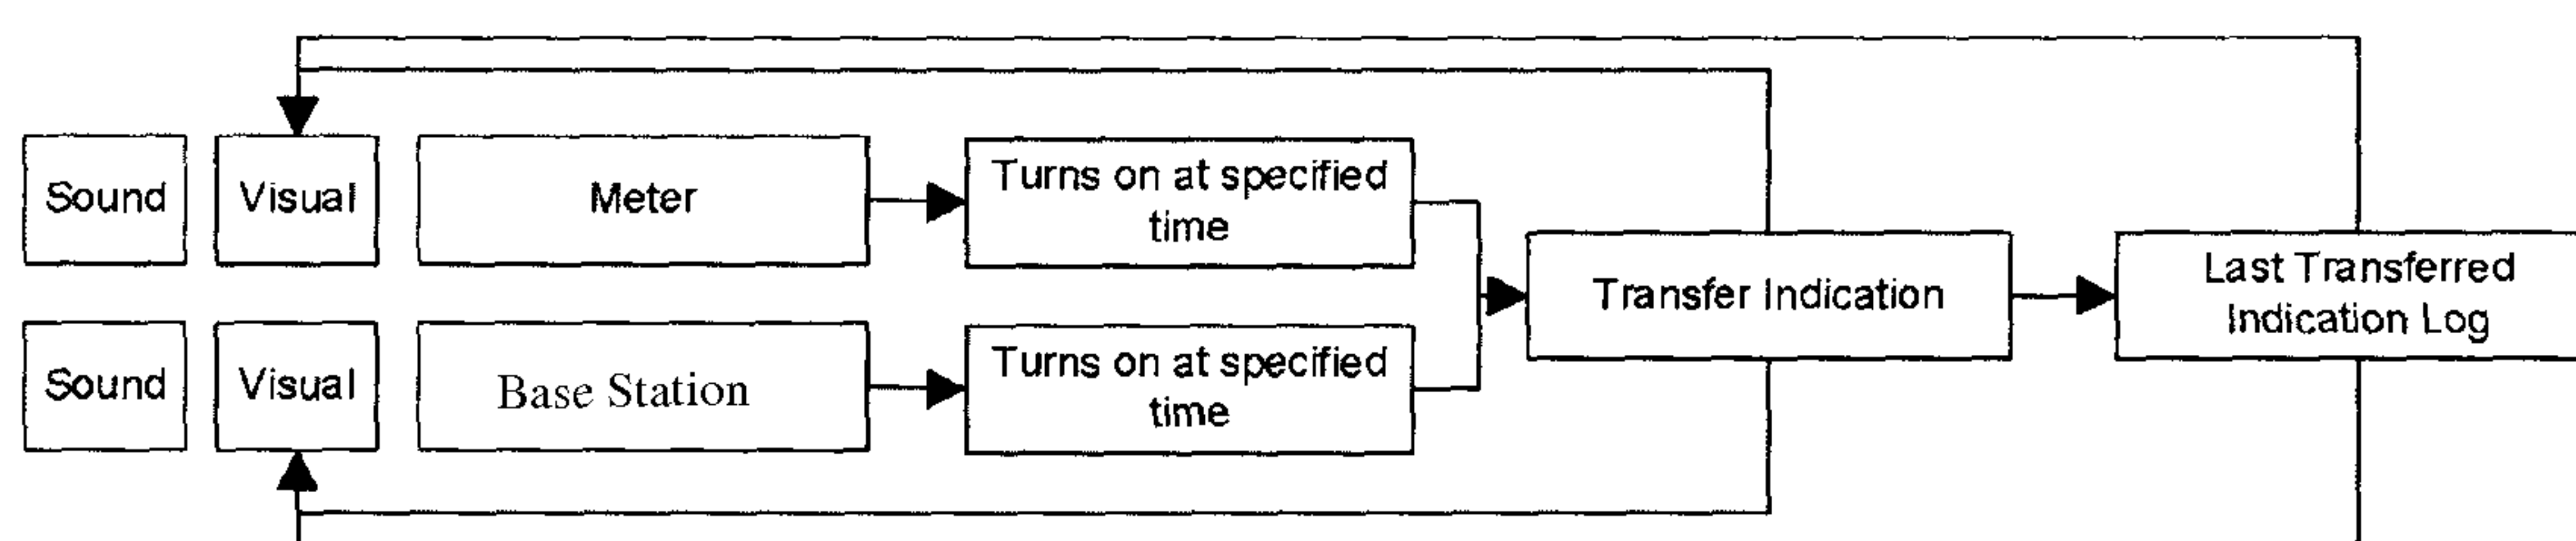 Sound
Visual
Meter
Turns on at specified
time
Transfer Indication
Last Transferred
Indication Log
Sound
Visual
Base Station
Turns on at specified
time